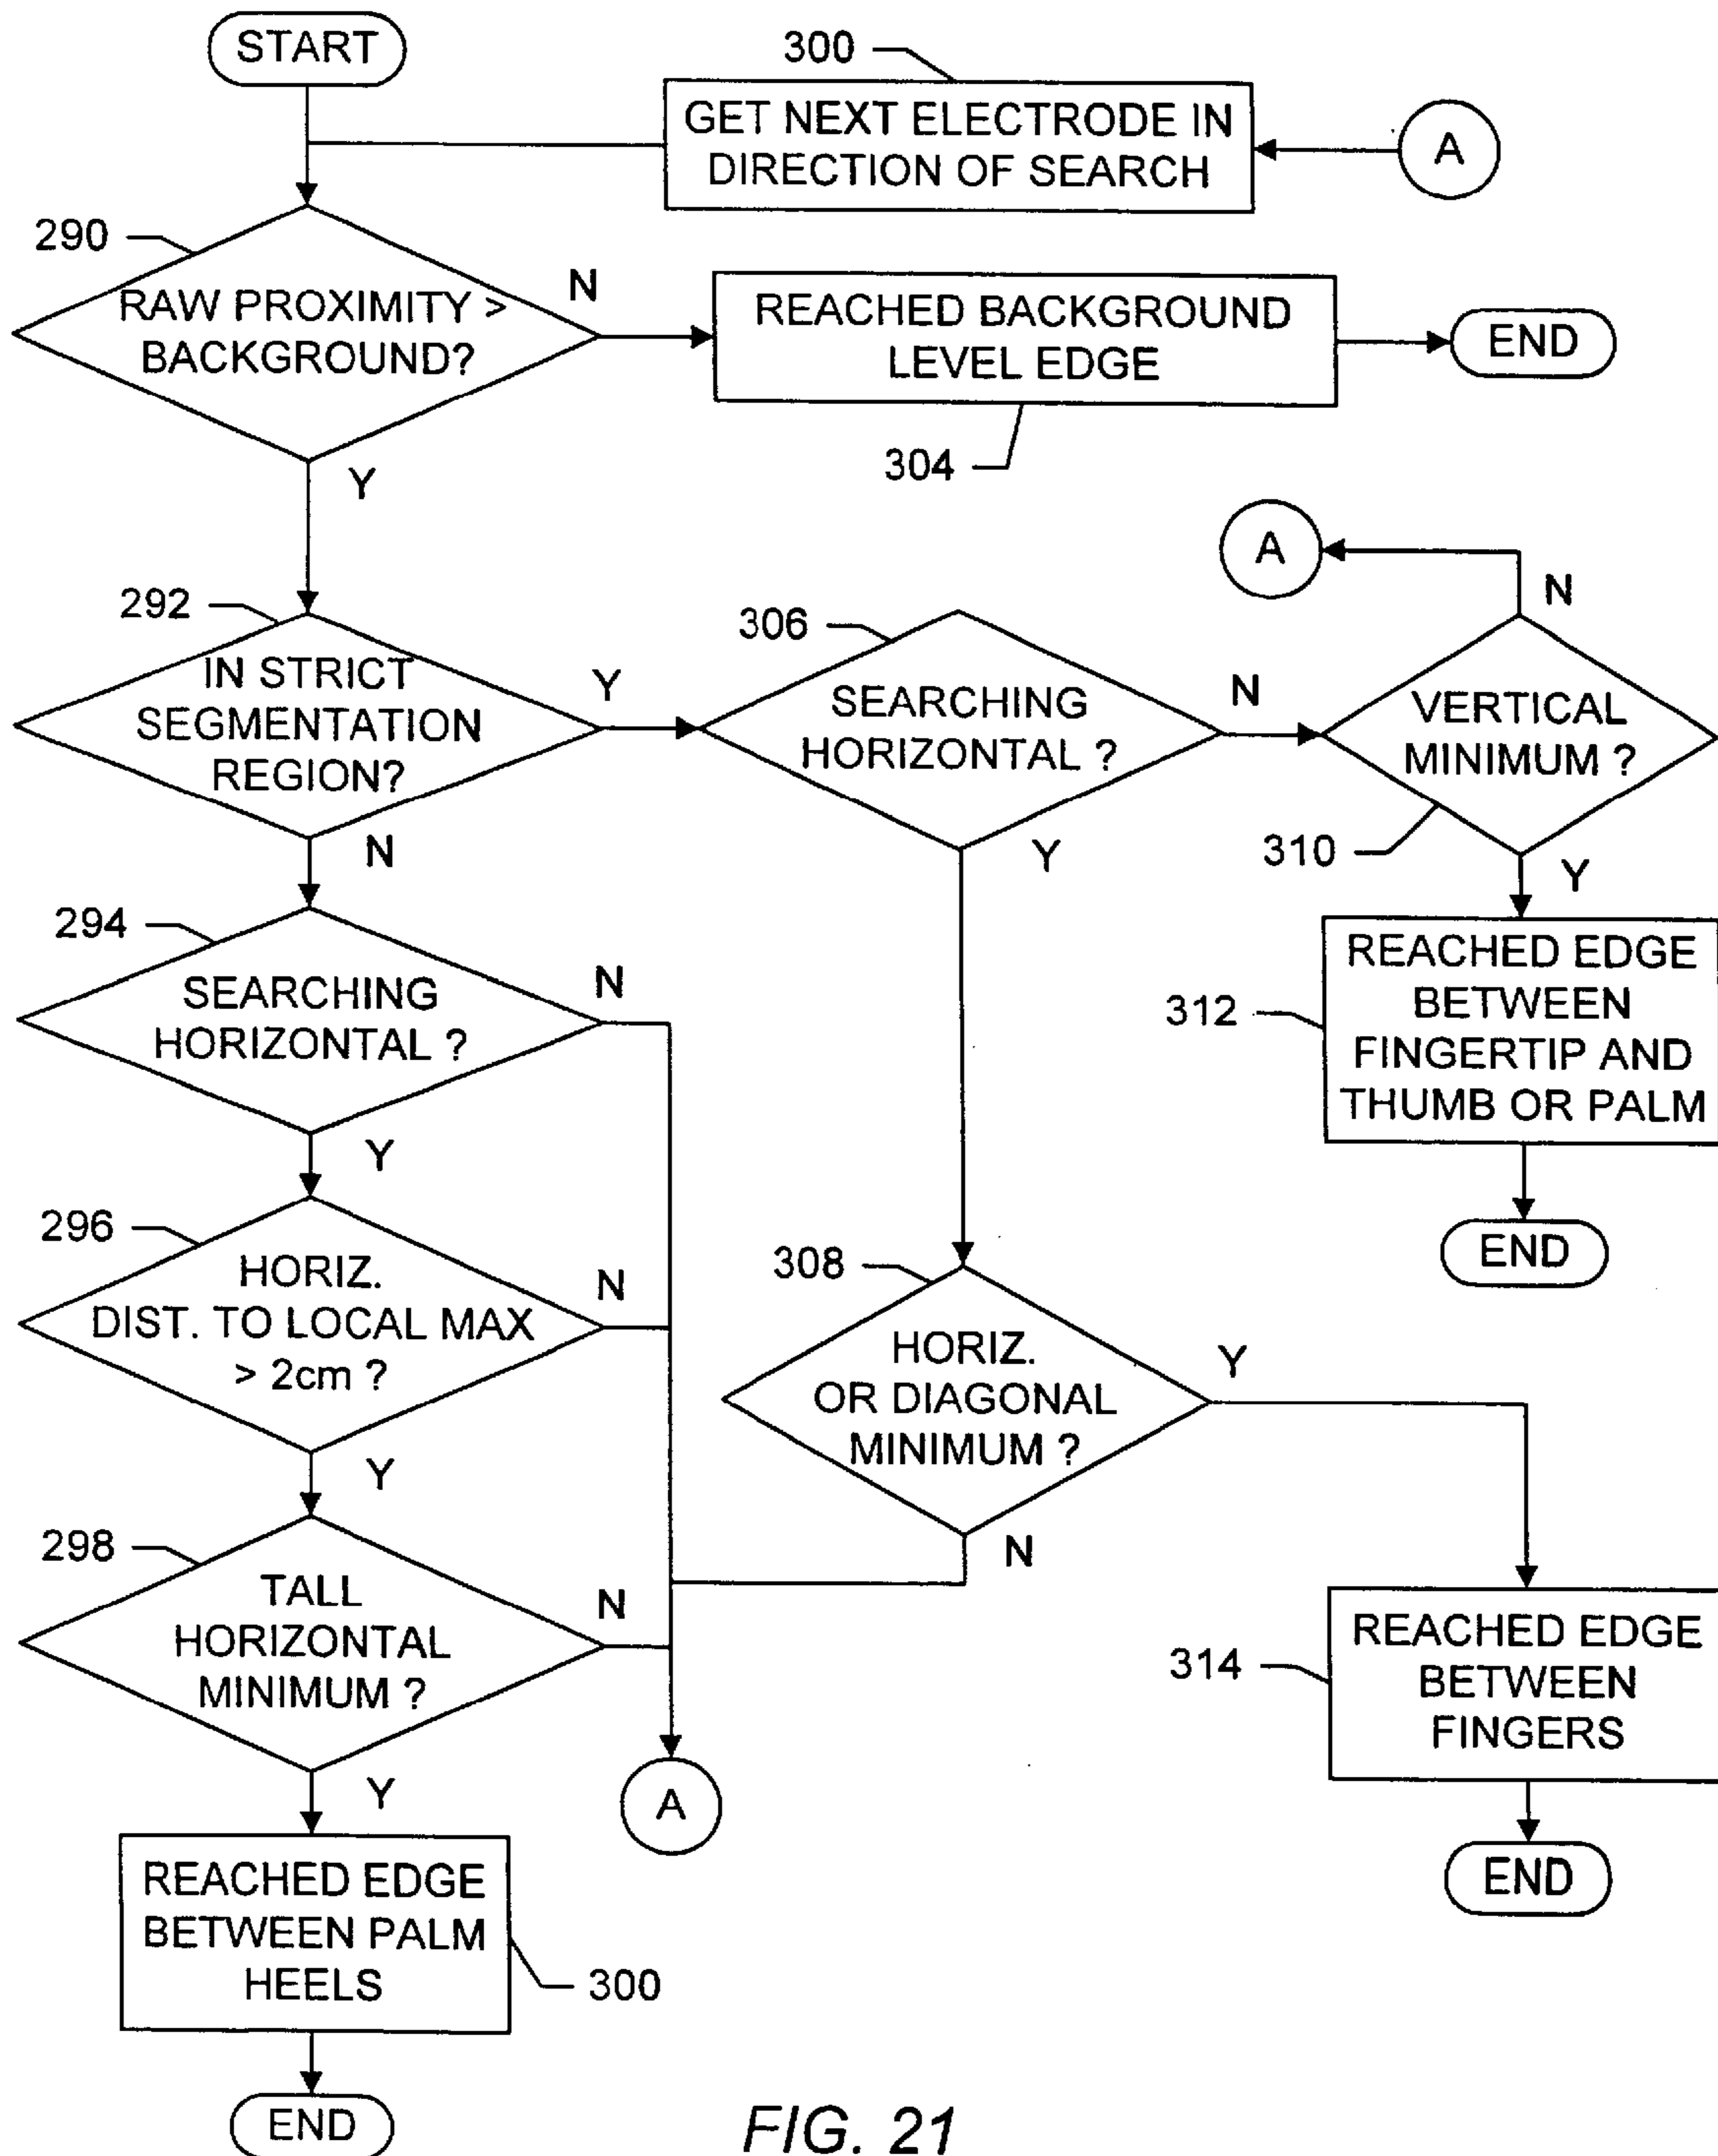 START
300
GET NEXT ELECTRODE IN
DIRECTION OF SEARCH
A
290
RAW PROXIMITY >
BACKGROUND?
N
Y
REACHED BACKGROUND
LEVEL EDGE
304
END
292
IN STRICT
SEGMENTATION
REGION?
Y
N
306
SEARCHING
HORIZONTAL ?
N
Y
A
N
VERTICAL
MINIMUM ?
310
Y
312
REACHED EDGE
BETWEEN
FINGERTIP AND
THUMB OR PALM
END
294
SEARCHING
HORIZONTAL ?
N
Y
296
HORIZ.
DIST. TO LOCAL MAX
> 2cm ?
N
Y
308
HORIZ.
OR DIAGONAL
MINIMUM ?
Y
N
298
TALL
HORIZONTAL
MINIMUM ?
N
Y
A
314
REACHED EDGE
BETWEEN
FINGERS
END
REACHED EDGE
BETWEEN PALM
HEELS
300
END
FIG. 21